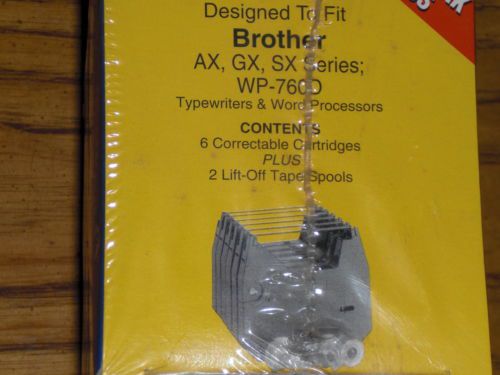 Designed To Fit
Brother
AX, GX, SX Series;
WP-760D
Typewriters & Word Processors
CONTENTS
6 Correctable Cartridges
PLUS
2 Lift-Off Tape Spools